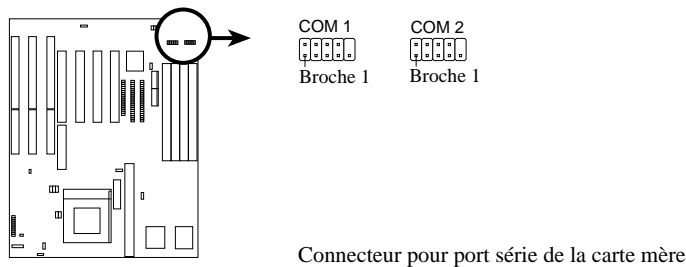 COM 1 COM 2
Broche 1 Broche 1
Connecteur pour port série de la carte mère